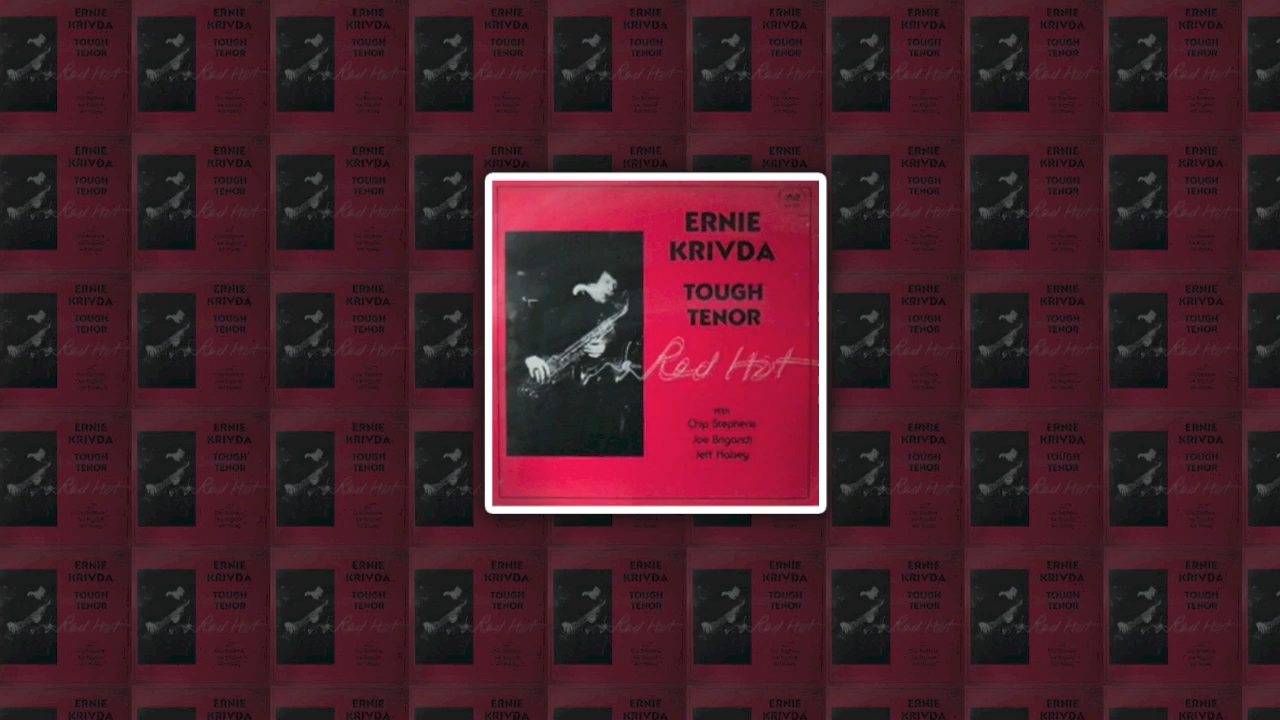 ERNIE
KRIVDA
TOUGH
TENOR
Red Hot
with
Chip Stephens
Joe Brigandi
Jeff Halsey